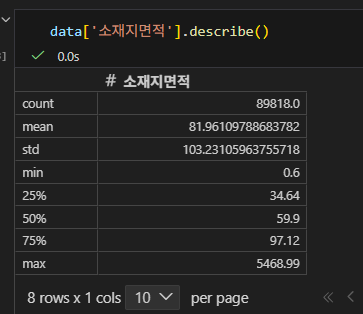 data['소재지면적'].describe()
0.0s
# 소재지면적
count 89818.0
mean 81.96109788683782
std 103.23105963755718
min 0.6
25% 34.64
50% 59.9
75% 97.12
max 5468.99
8 rows x 1 cols 10 per page